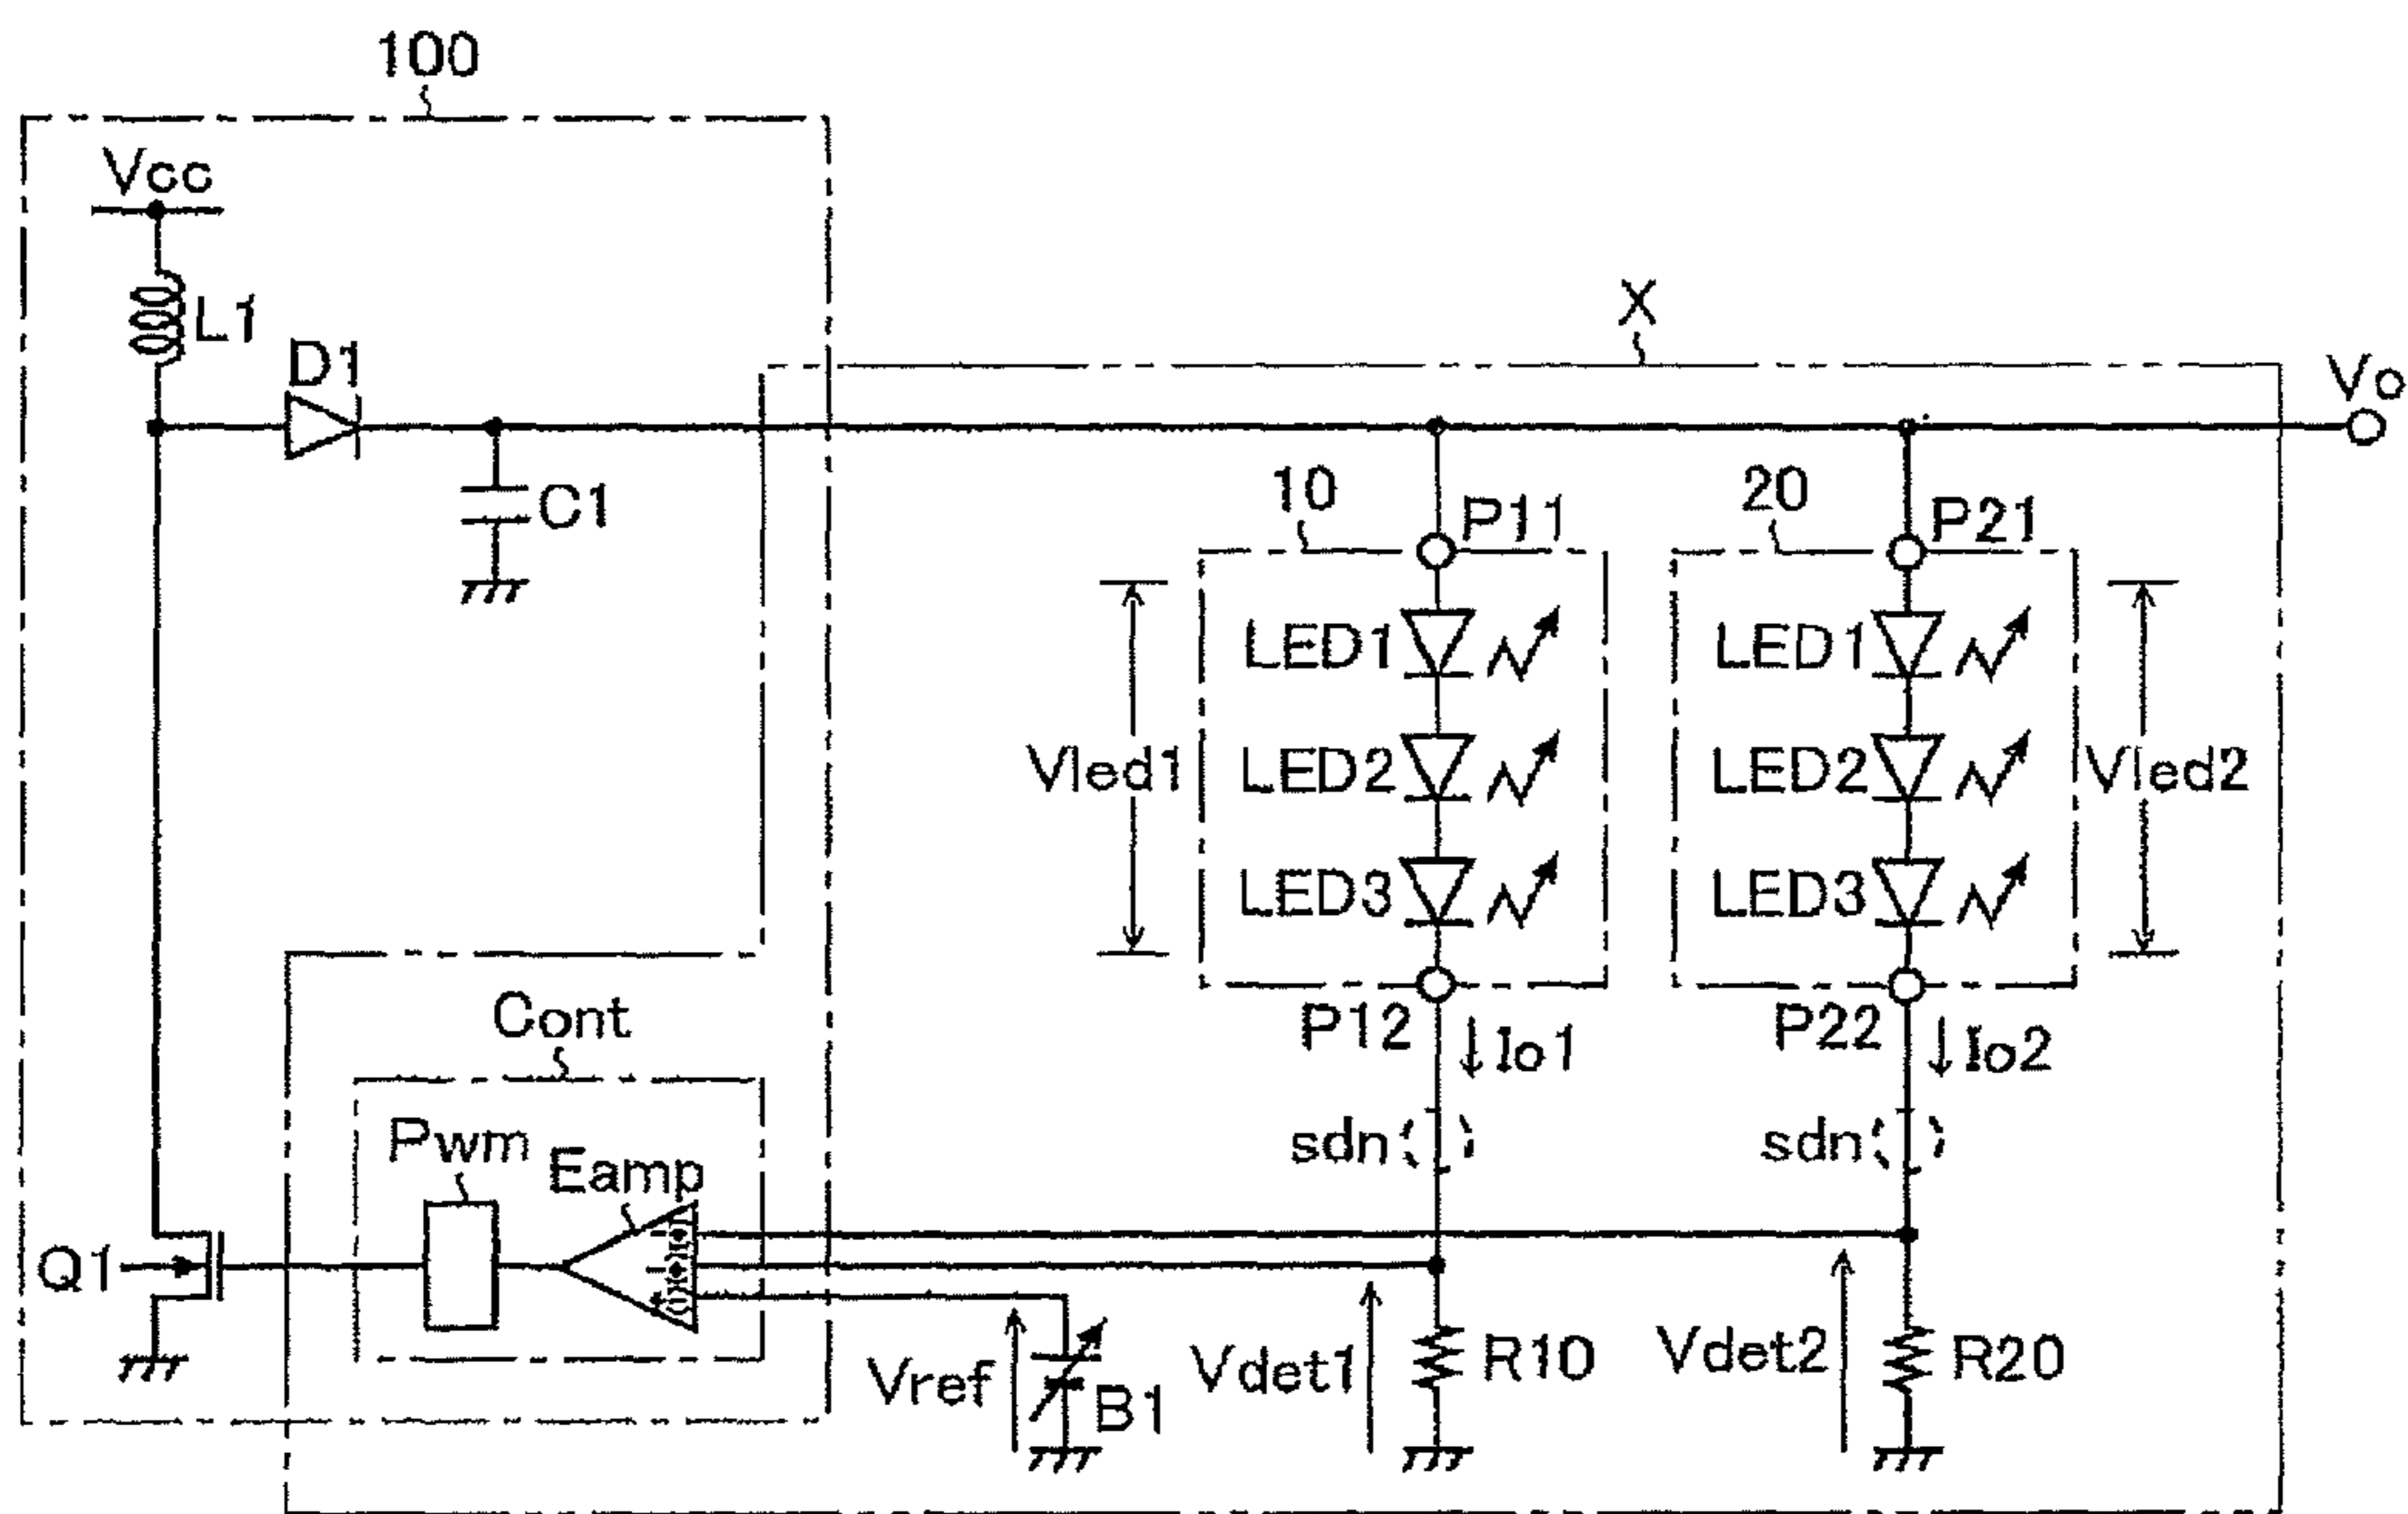 100
Vcc
L1
D1
C1
X
Vo
10
P11
20
P21
LED1
LED1
Vled1
LED2
LED2
Vled2
LED3
LED3
Cont
P12
Io1
P22
Io2
Pwm
Eamp
sdn
sdn
Q1
Vref
B1
Vdet1
R10
Vdet2
R20